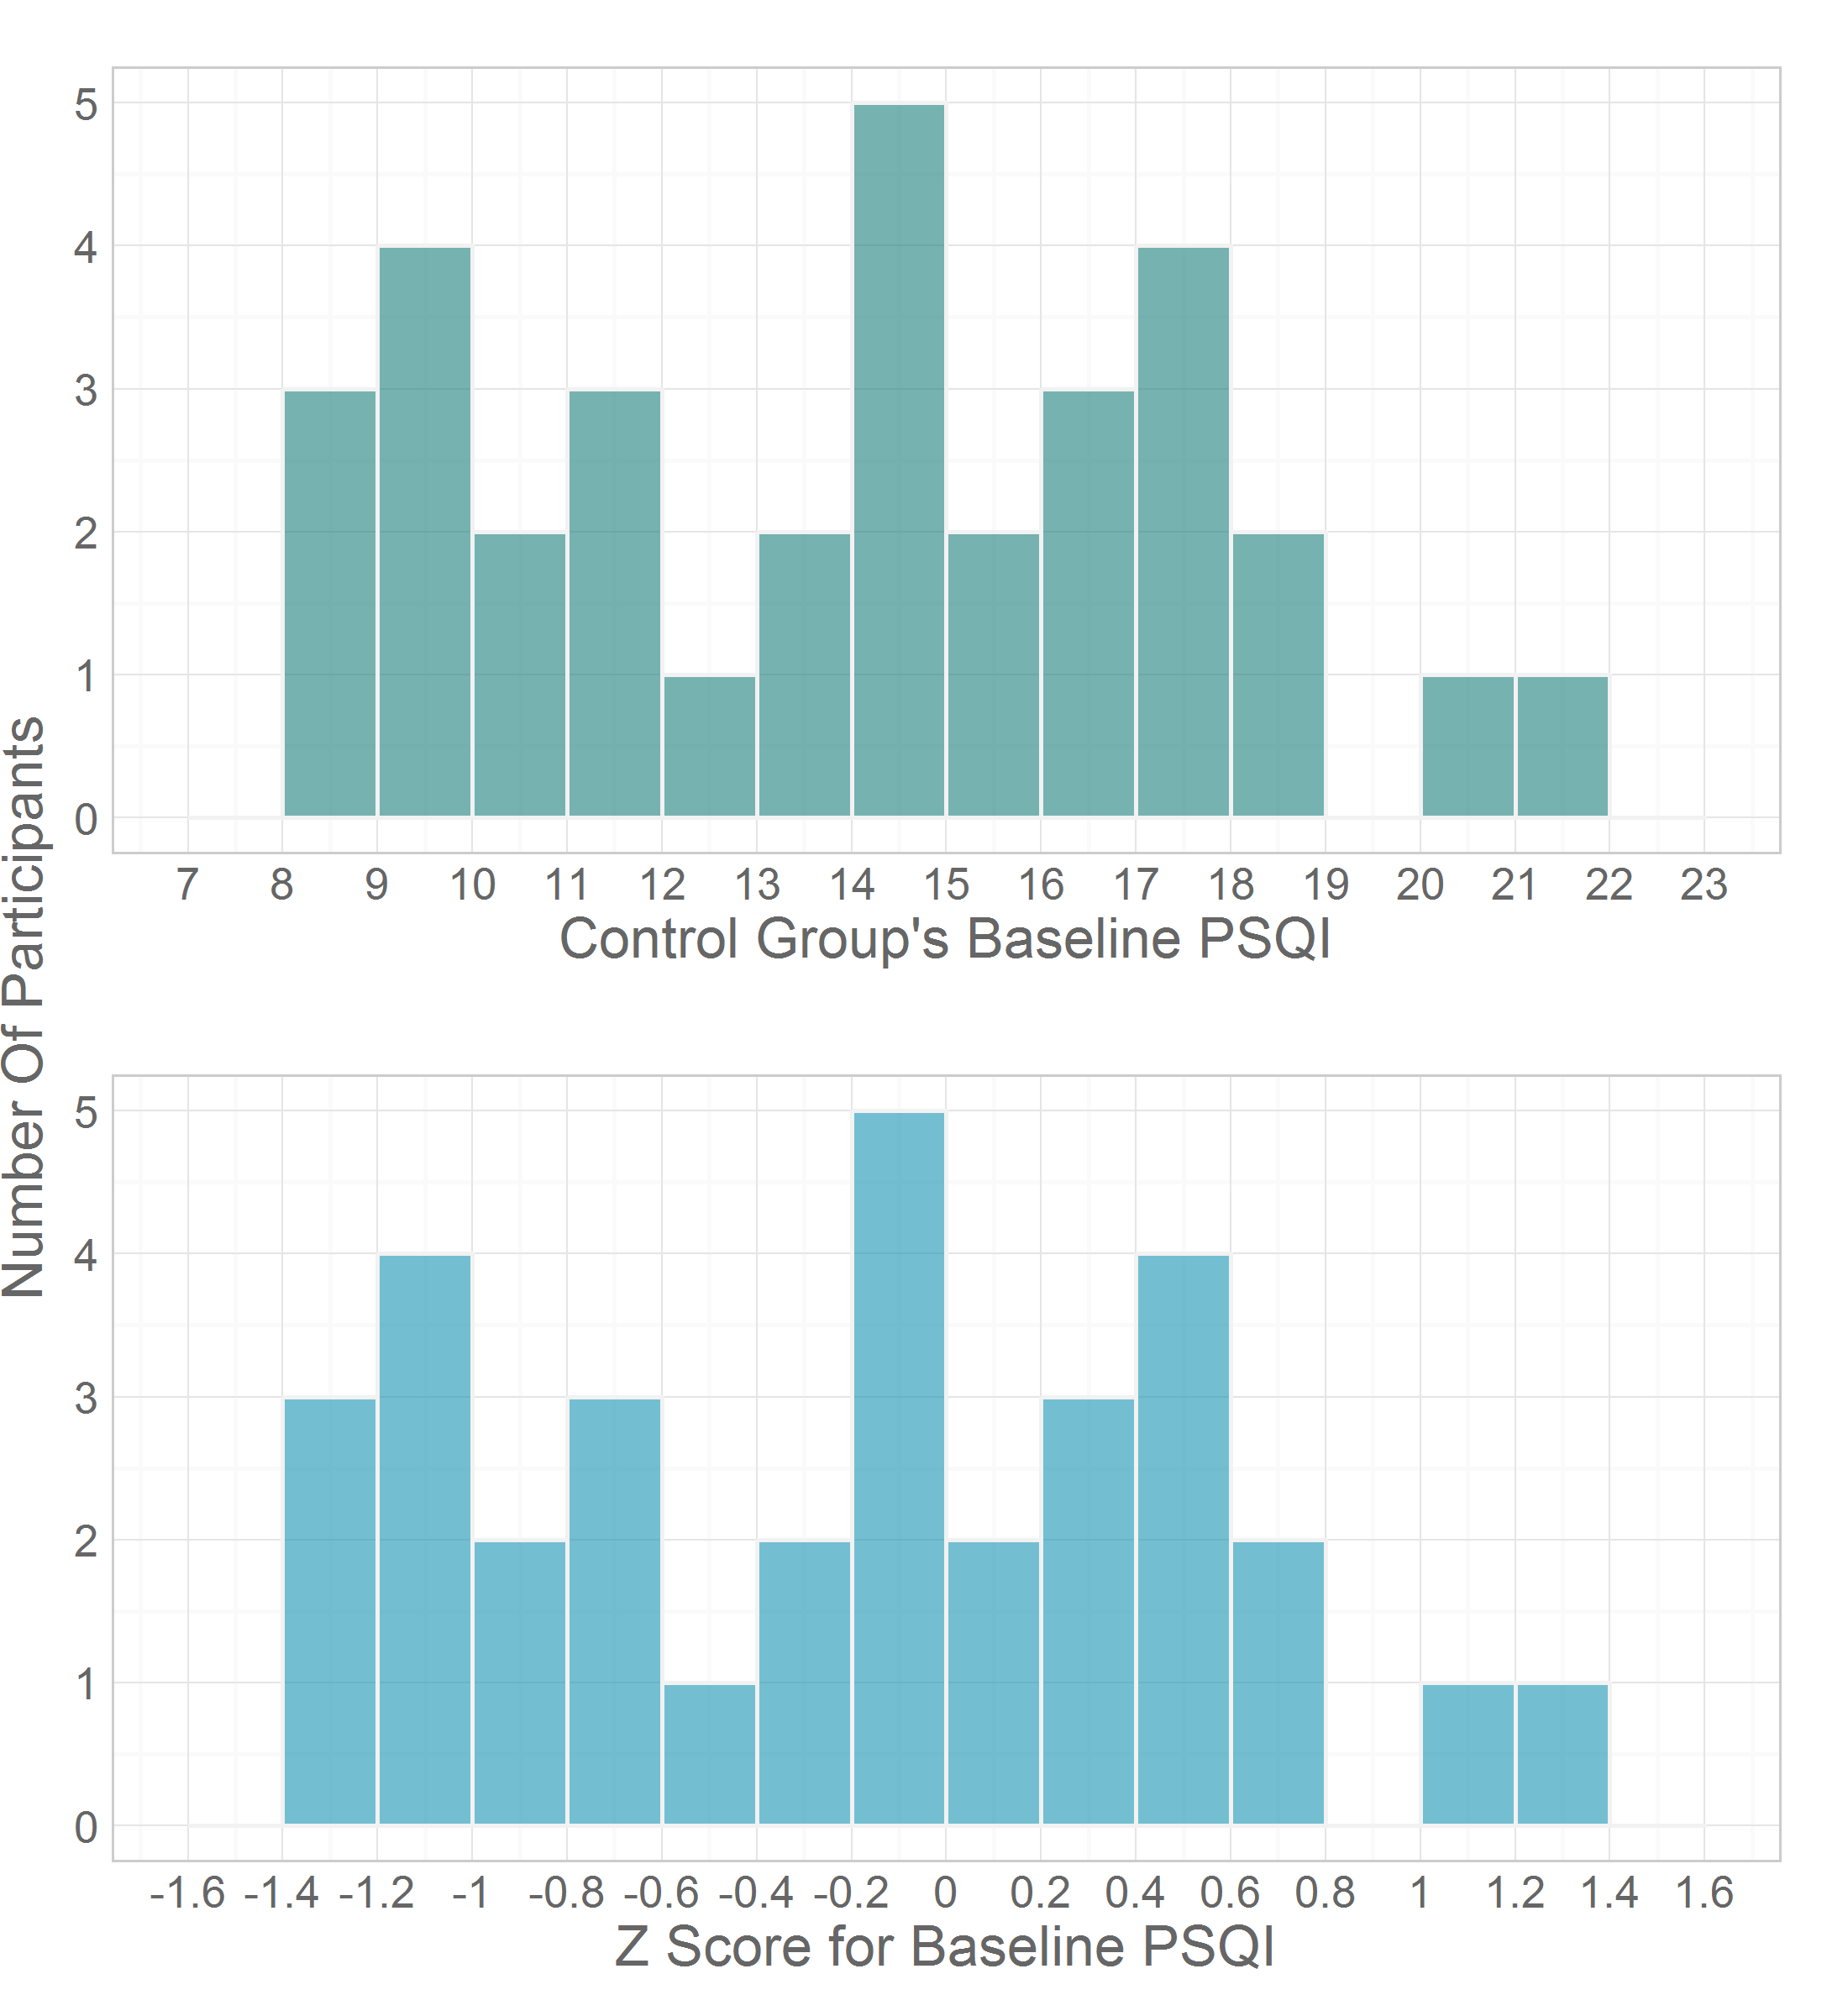 Number Of Participants
5
4
3
2
1
0
7 8 9 10 11 12 13 14 15 16 17 18 19 20 21 22 23
Control Group's Baseline PSQI
5
4
3
2
1
0
-1.6 -1.4 -1.2 -1 -0.8 -0.6 -0.4 -0.2 0 0.2 0.4 0.6 0.8 1 1.2 1.4 1.6
Z Score for Baseline PSQI